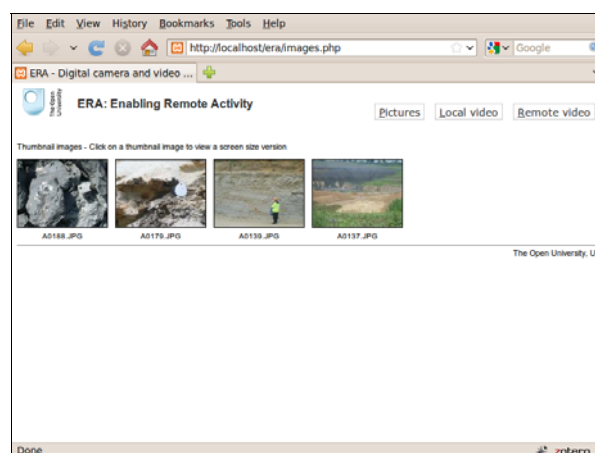 File Edit View History Bookmarks Tools Help
http://localhost/era/images.php Google
ERA - Digital camera and video ...
The Open University
ERA: Enabling Remote Activity
Pictures Local video Remote video
Thumbnail images - Click on a thumbnail image to view a screen size version
A0188.JPG A0179.JPG A0139.JPG A0137.JPG
The Open University, U
Done zotero